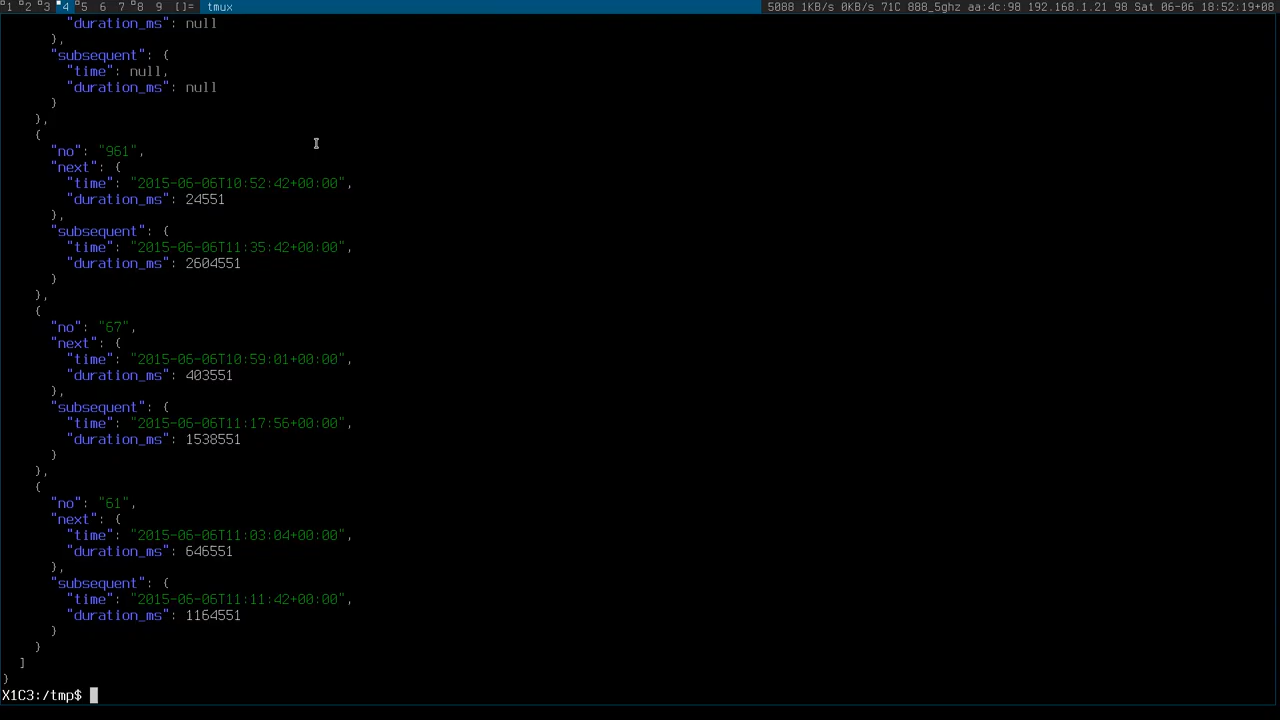 1 2 3 4 5 6 7 8 9 []= tmux 5088 1KB/s 0KB/s 71C 888_5ghz aa:4c:98 192.168.1.21 98 Sat 06-06 18:52:19+08
"duration_ms": null
},
"subsequent": {
"time": null,
"duration_ms": null
}
},
{
"no": "961",
"next": {
"time": "2015-06-06T10:52:42+00:00",
"duration_ms": 24551
},
"subsequent": {
"time": "2015-06-06T11:35:42+00:00",
"duration_ms": 2604551
}
},
{
"no": "67",
"next": {
"time": "2015-06-06T10:59:01+00:00",
"duration_ms": 403551
},
"subsequent": {
"time": "2015-06-06T11:17:56+00:00",
"duration_ms": 1538551
}
},
{
"no": "61",
"next": {
"time": "2015-06-06T11:03:04+00:00",
"duration_ms": 646551
},
"subsequent": {
"time": "2015-06-06T11:11:42+00:00",
"duration_ms": 1164551
}
}
]
}
X1C3:/tmp$